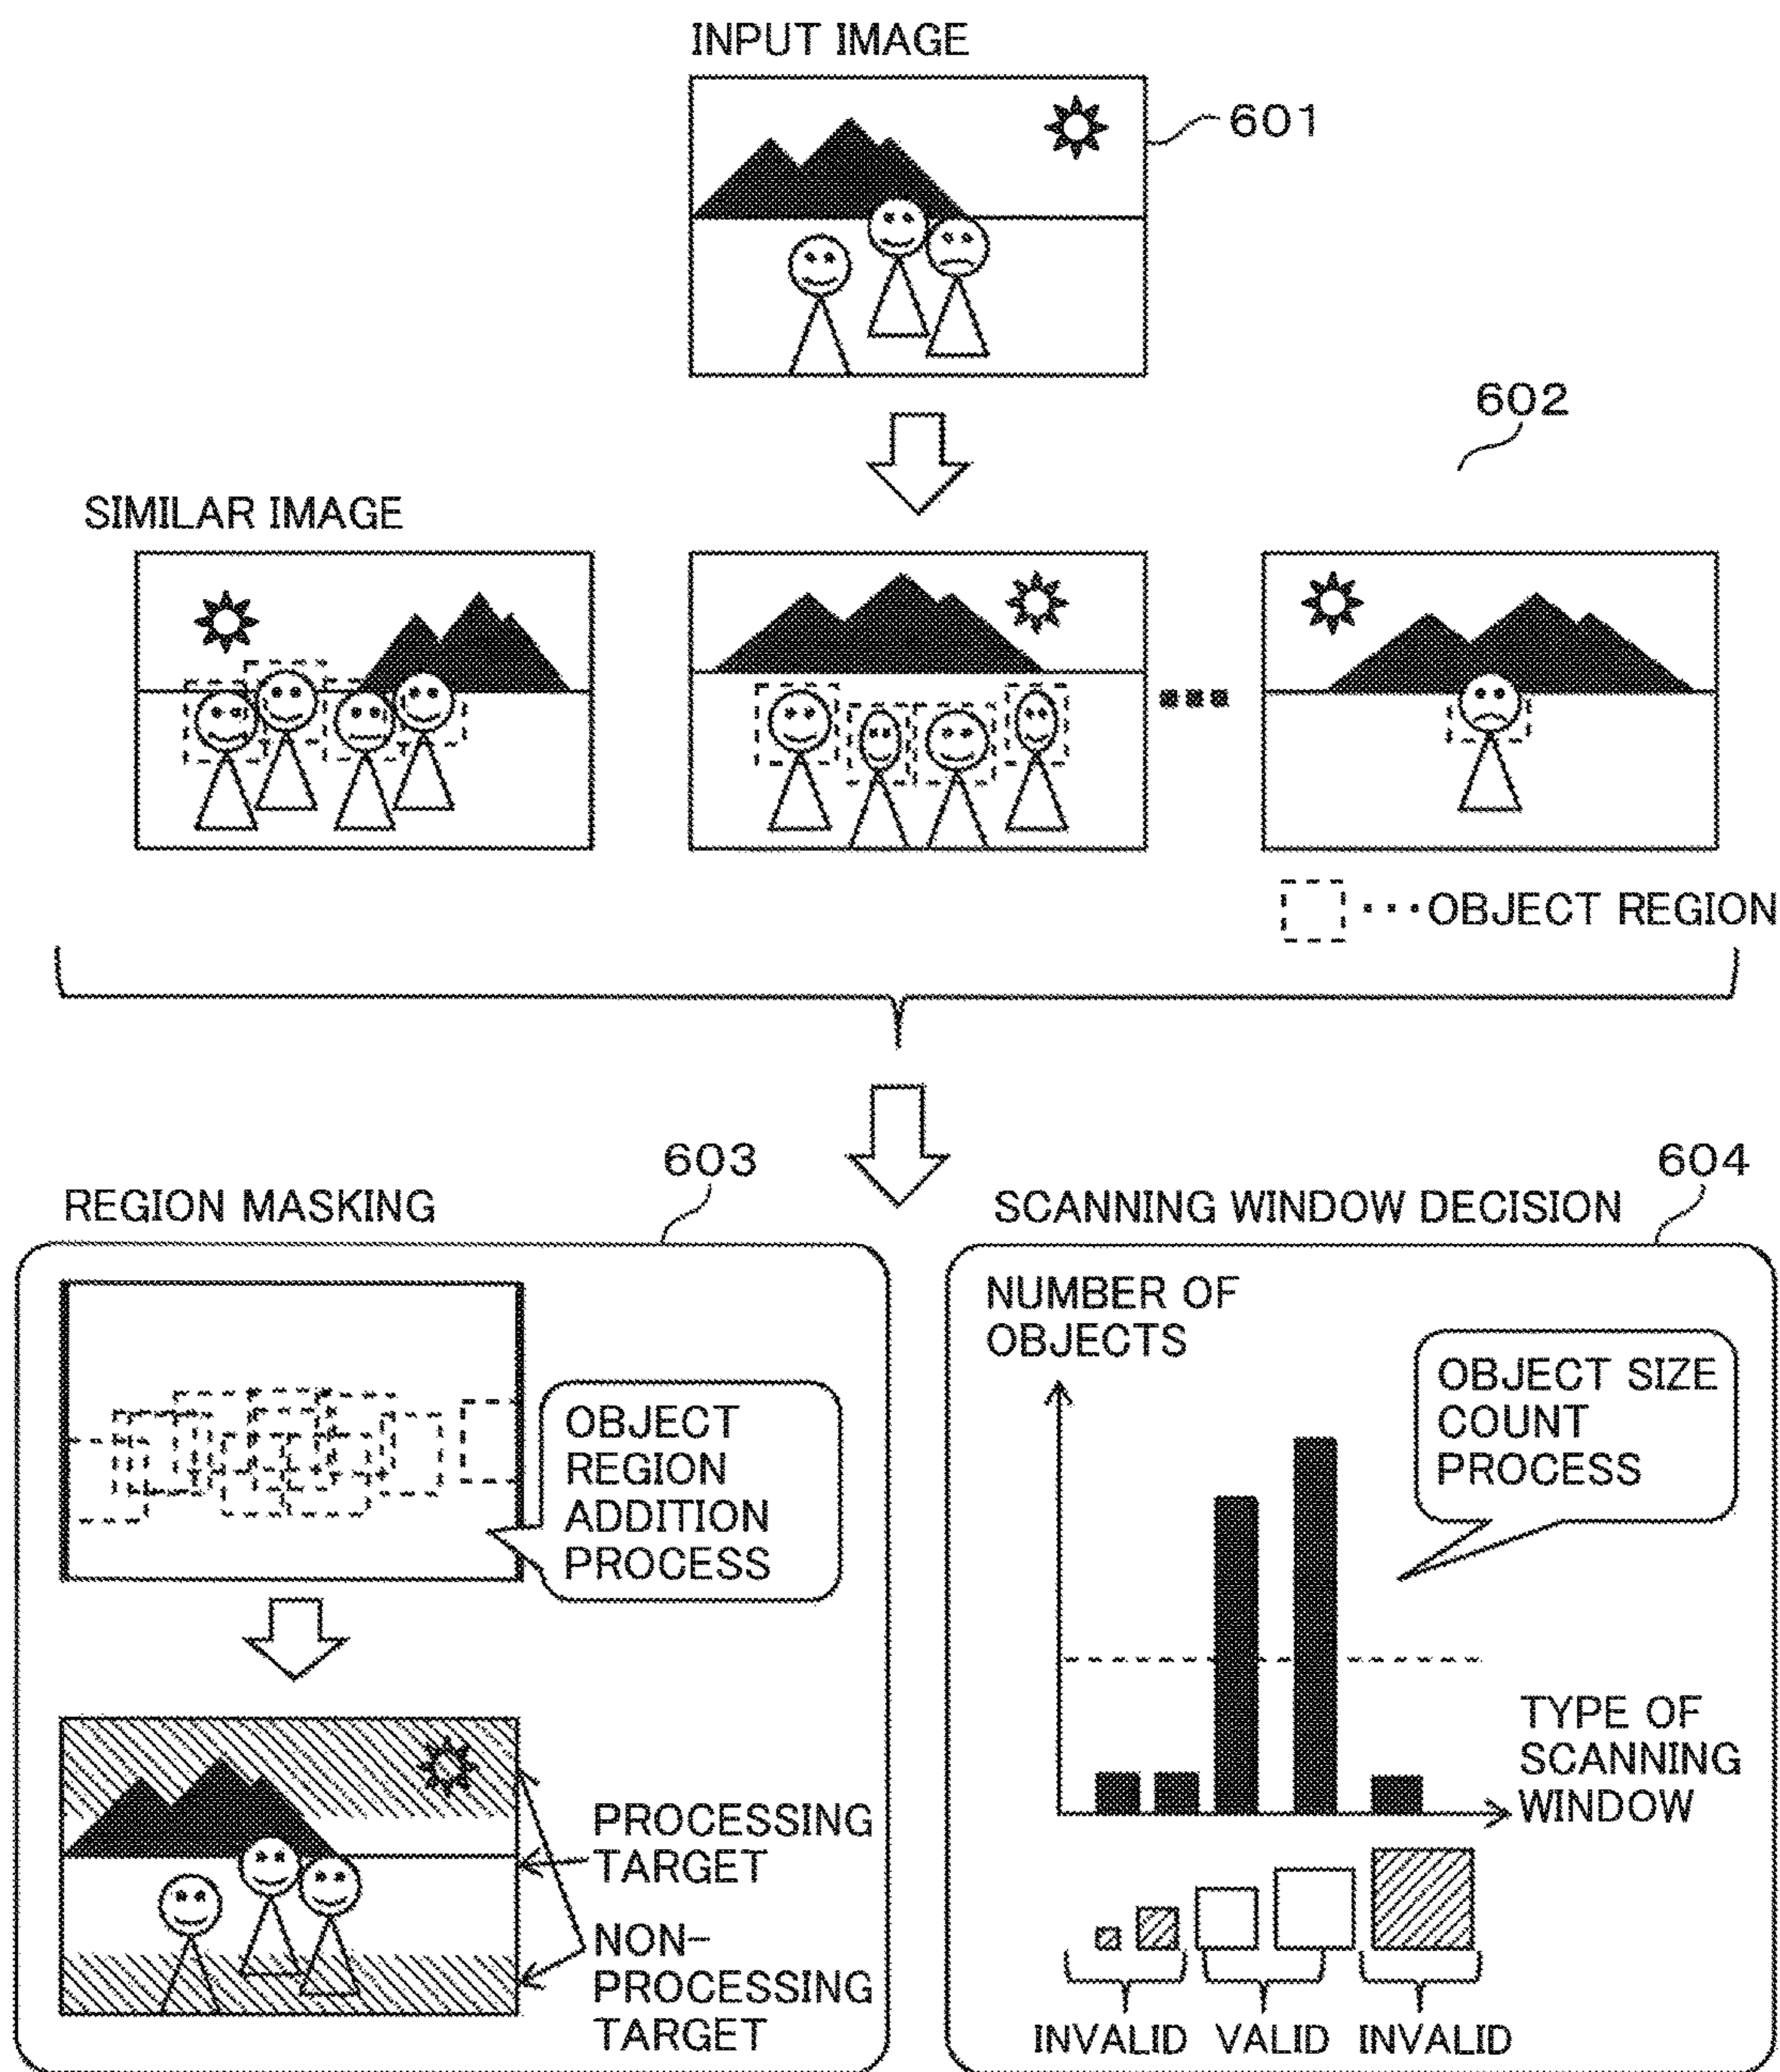 INPUT IMAGE
601
602
SIMILAR IMAGE
···OBJECT REGION
603
604
REGION MASKING
SCANNING WINDOW DECISION
OBJECT
REGION
ADDITION
PROCESS
PROCESSING
TARGET
NON-
PROCESSING
TARGET
NUMBER OF
OBJECTS
OBJECT SIZE
COUNT
PROCESS
TYPE OF
SCANNING
WINDOW
INVALID VALID INVALID